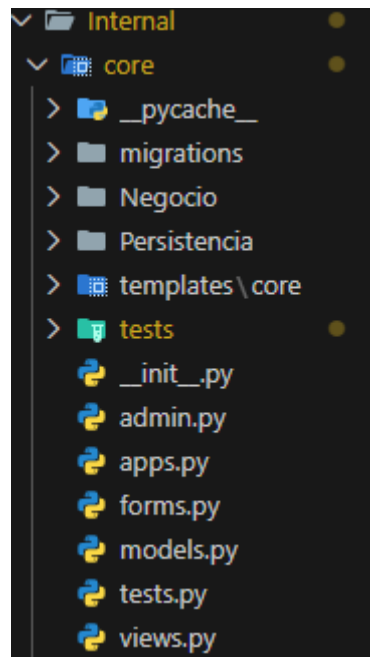 Internal
core
__pycache__
migrations
Negocio
Persistencia
templates\core
tests
__init__.py
admin.py
apps.py
forms.py
models.py
tests.py
views.py